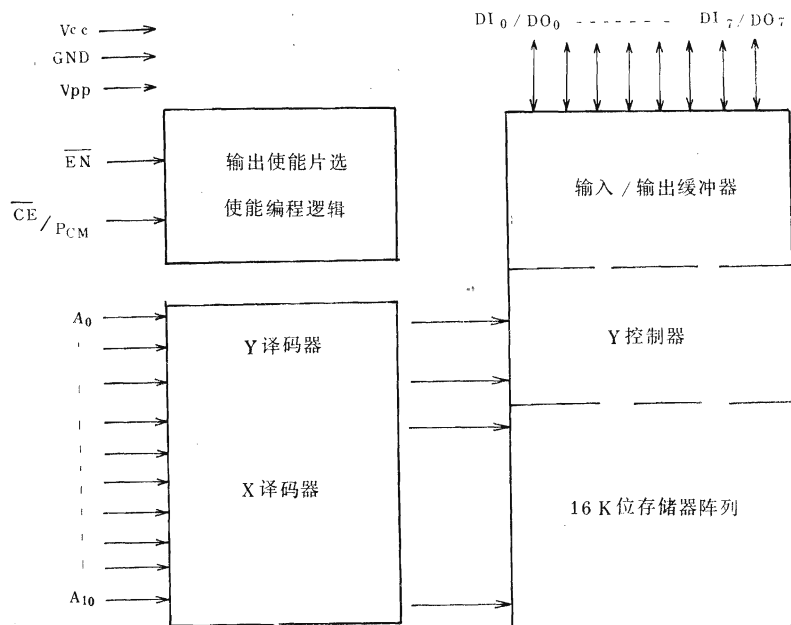 DI₀/DO₀ ------- DI₇/DO₇
Vcc
GND
Vpp
EN
CE/PCM
输出使能片选
使能编程逻辑
输入/输出缓冲器
A₀
Y译码器
Y控制器
X译码器
16K位存储器阵列
A₁₀